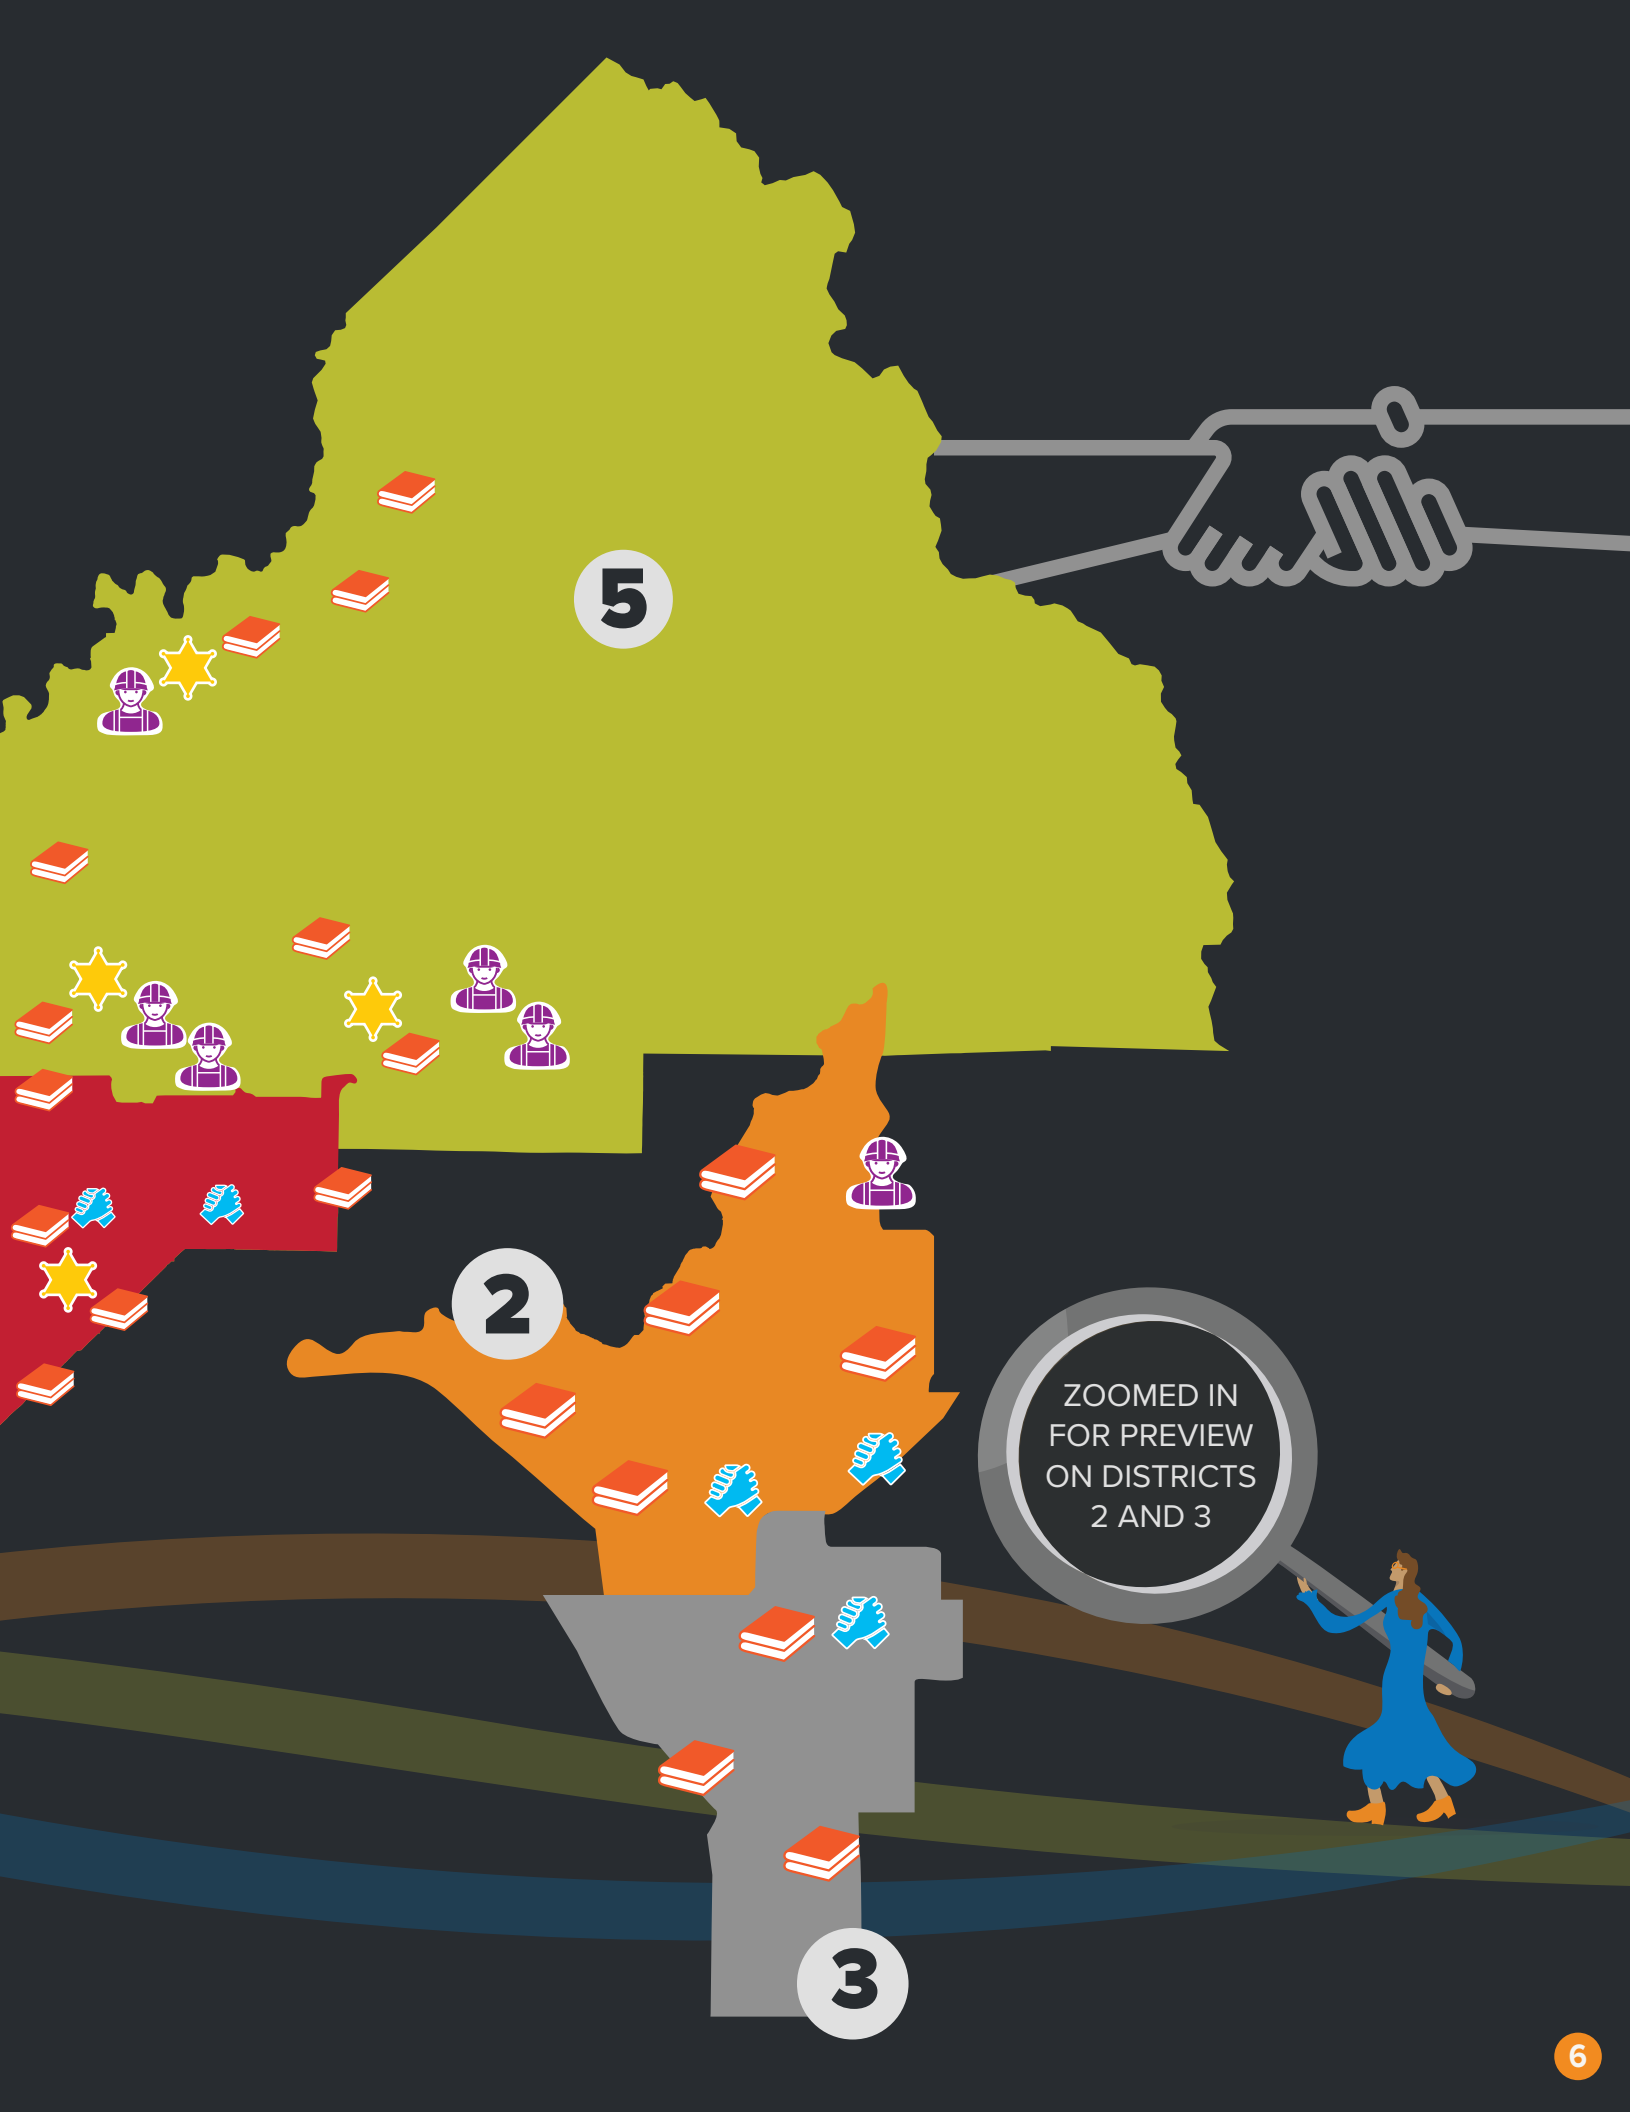 5
2
ZOOMED IN
FOR PREVIEW
ON DISTRICTS
2 AND 3
3
6